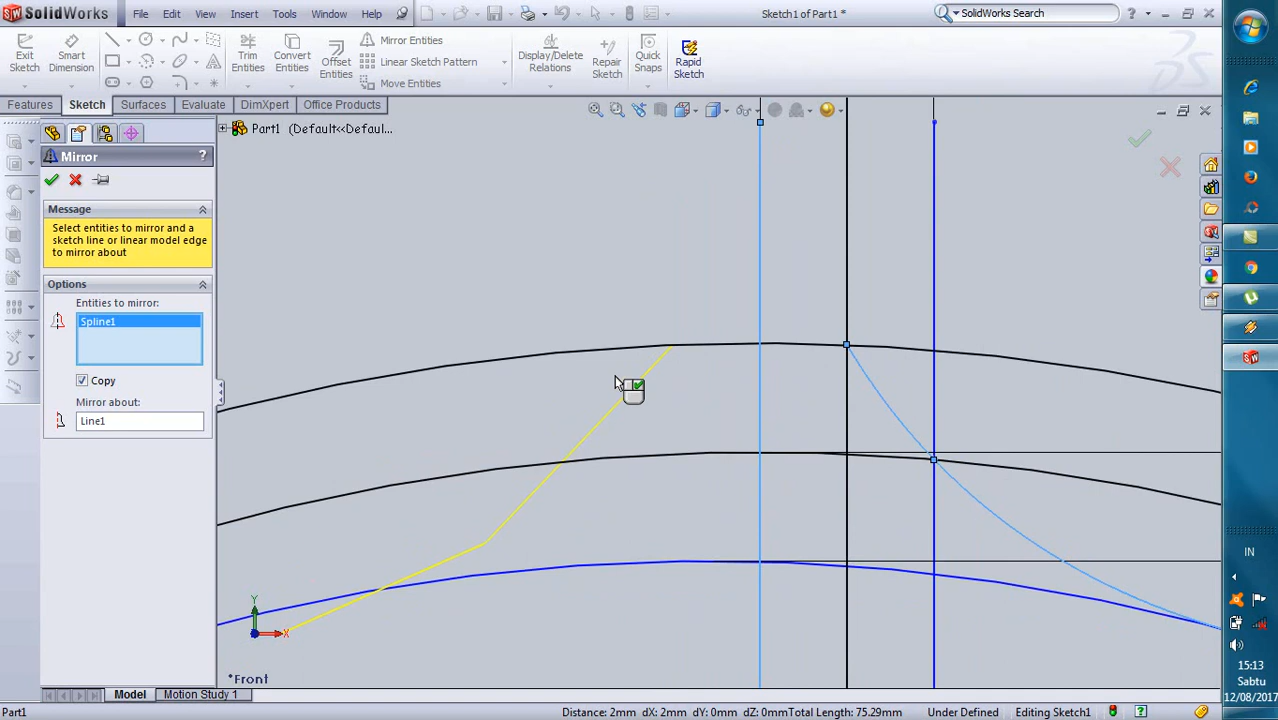 SW SolidWorks File Edit View Insert Tools Window Help Sketch1 of Part1 * SolidWorks Search ?
Exit Sketch Smart Dimension Trim Entities Convert Entities Offset Entities Mirror Entities Linear Sketch Pattern Move Entities Display/Delete Relations Repair Sketch Quick Snaps Rapid Sketch
Features Sketch Surfaces Evaluate DimXpert Office Products
Part1 (Default<<Defaul...
Mirror ?
Message
Select entities to mirror and a
sketch line or linear model edge
to mirror about
Options
Entities to mirror:
Spline1
Copy
Mirror about:
Line1
Y
X
*Front
Model Motion Study 1
Part1 Distance: 2mm dX: 2mm dY: 0mm dZ: 0mmTotal Length: 75.29mm Under Defined Editing Sketch1 ?
IN
15:13
Sabtu
12/08/2017